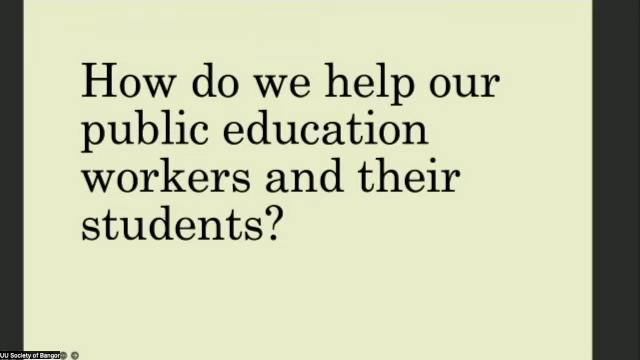 How do we help our
public education
workers and their
students?
UU Society of Bangor